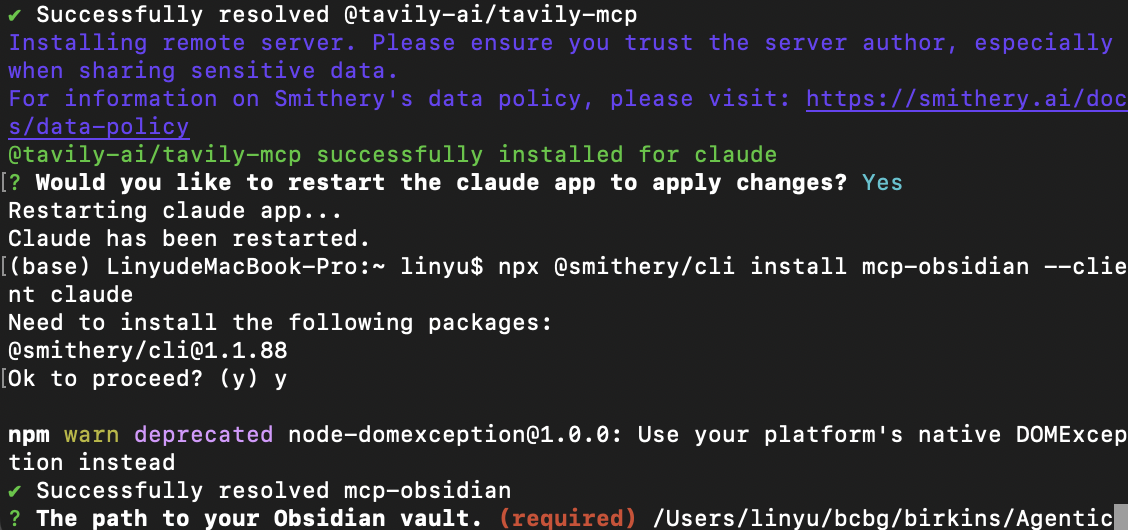 ✔ Successfully resolved @tavily-ai/tavily-mcp
Installing remote server. Please ensure you trust the server author, especially
when sharing sensitive data.
For information on Smithery's data policy, please visit: https://smithery.ai/doc
s/data-policy
@tavily-ai/tavily-mcp successfully installed for claude
[? Would you like to restart the claude app to apply changes? Yes
Restarting claude app...
Claude has been restarted.
[(base) LinyudeMacBook-Pro:~ linyu$ npx @smithery/cli install mcp-obsidian --clie
nt claude
Need to install the following packages:
@smithery/cli@1.1.88
[Ok to proceed? (y) y
npm warn deprecated node-domexception@1.0.0: Use your platform's native DOMExcep
tion instead
✔ Successfully resolved mcp-obsidian
? The path to your Obsidian vault. (required) /Users/linyu/bcbg/birkins/Agentic